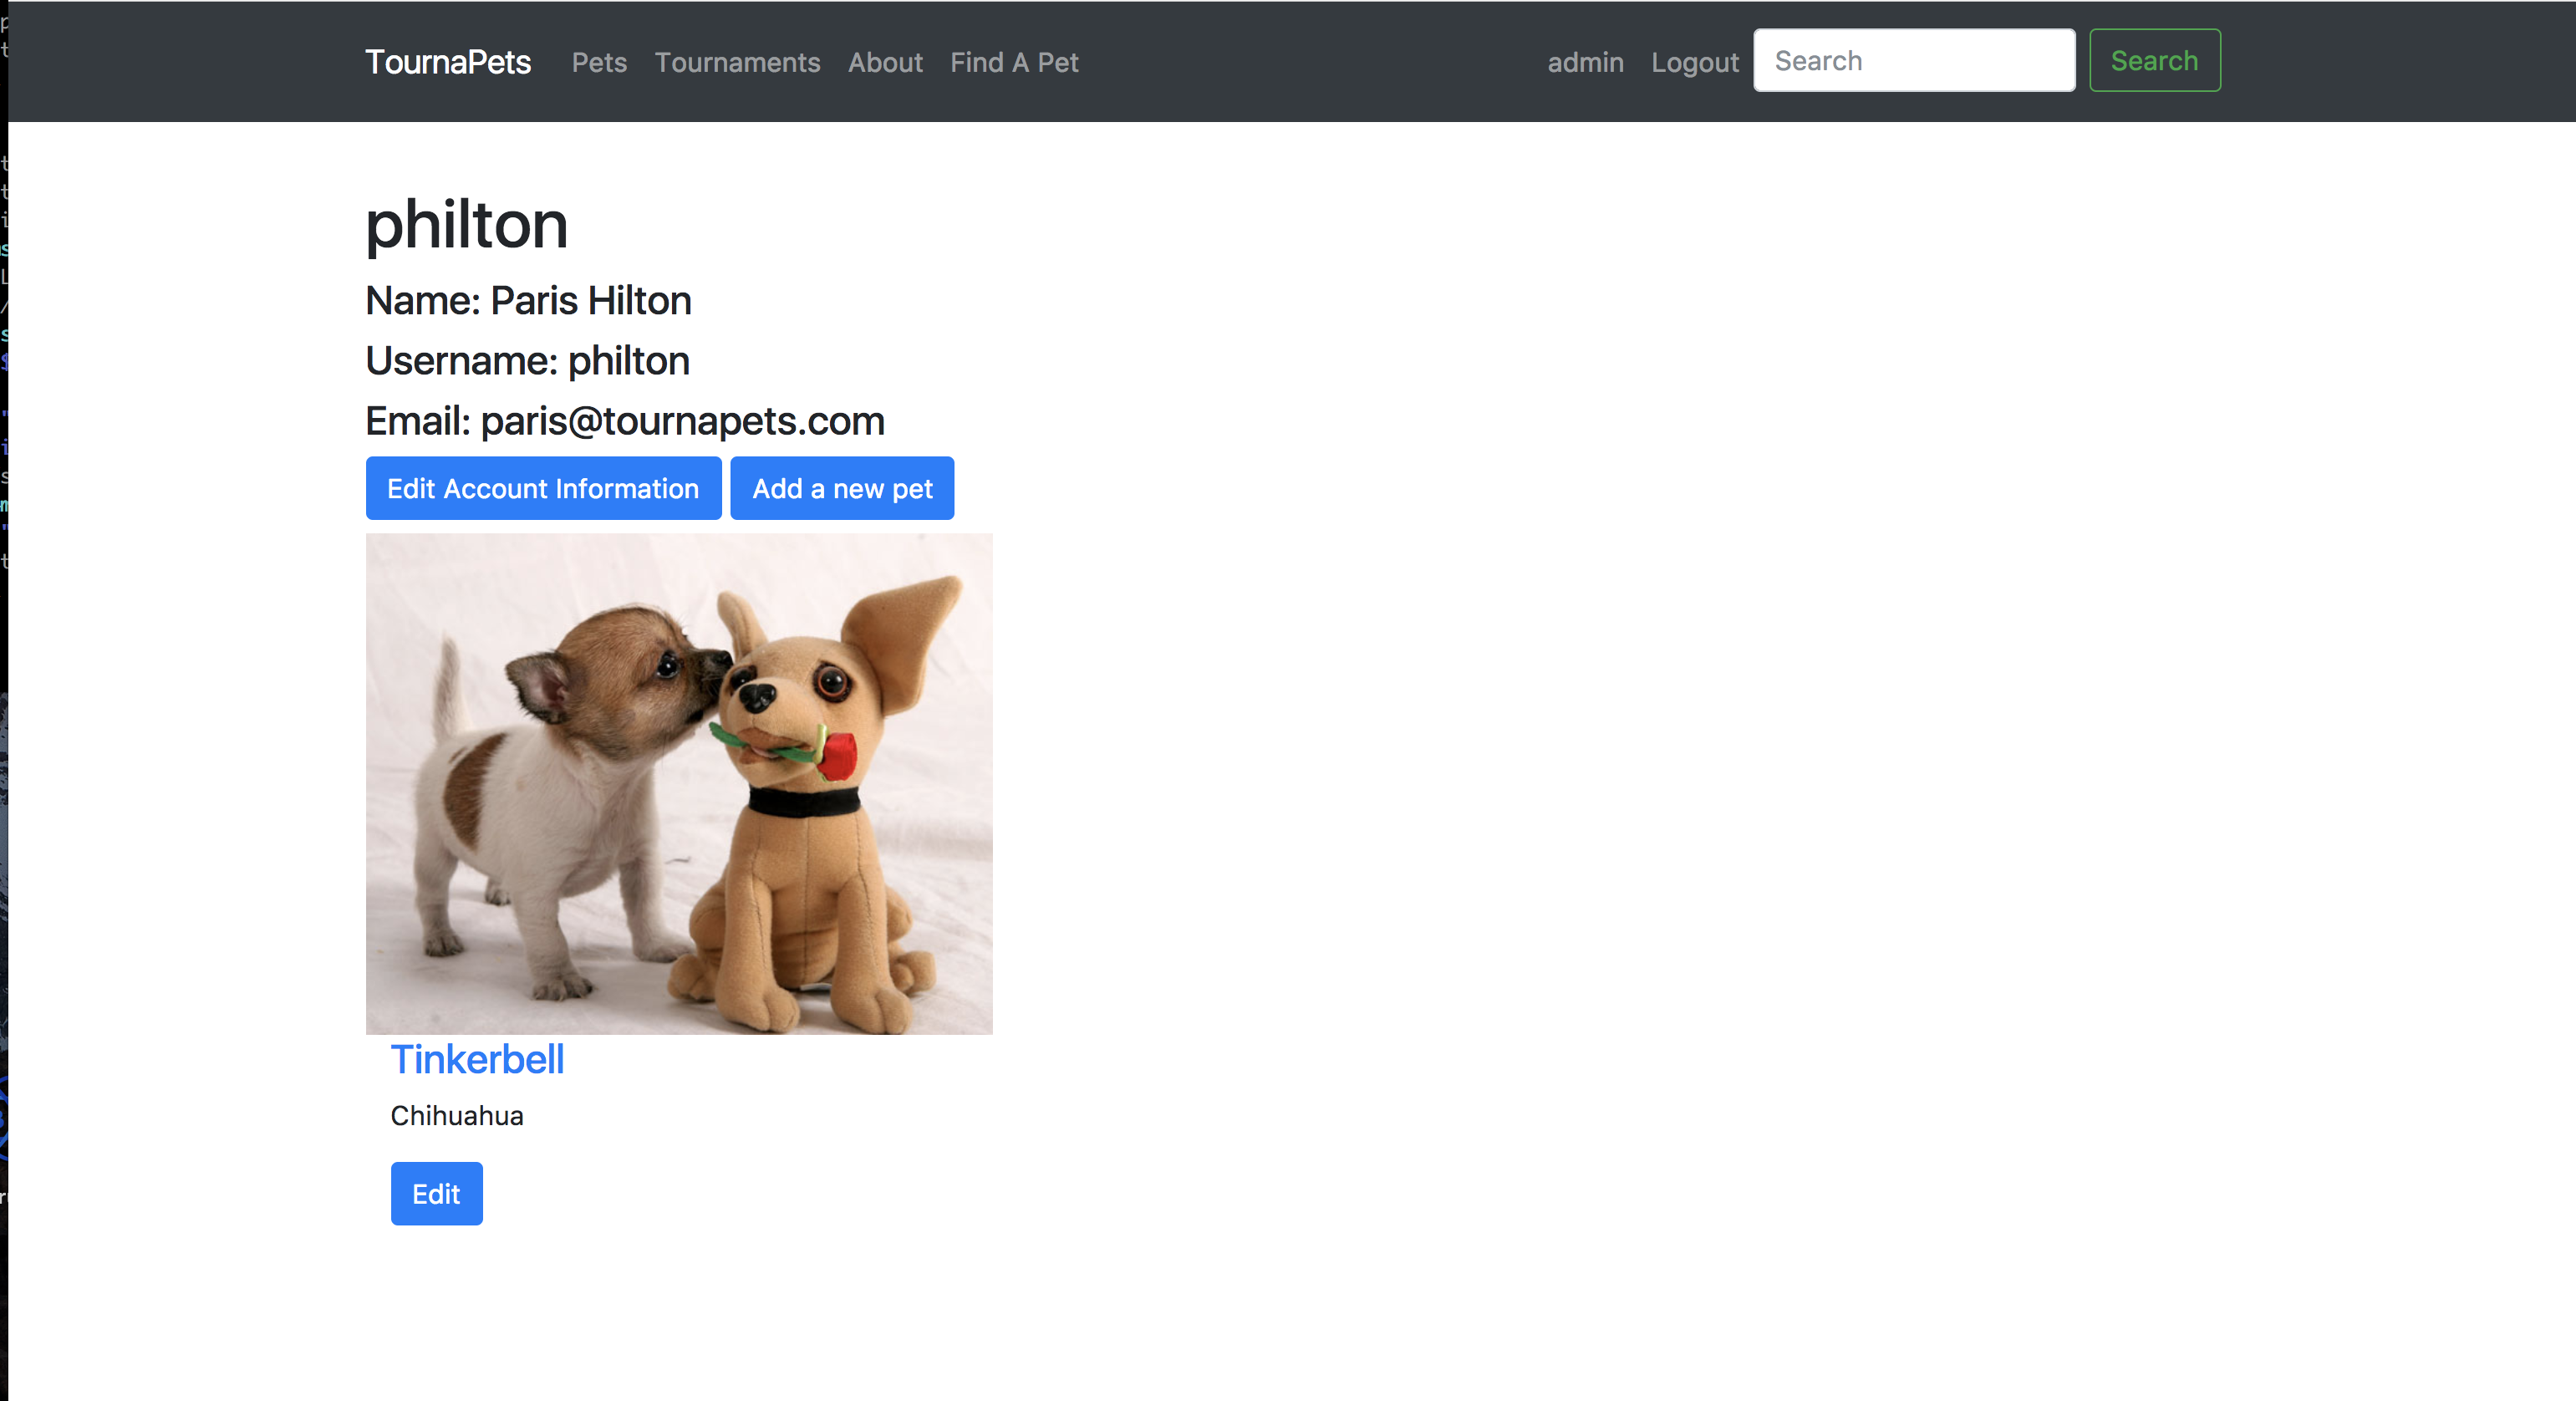 TournaPets Pets Tournaments About Find A Pet admin Logout Search Search
philton
Name: Paris Hilton
Username: philton
Email: paris@tournapets.com
Edit Account Information Add a new pet
Tinkerbell
Chihuahua
Edit